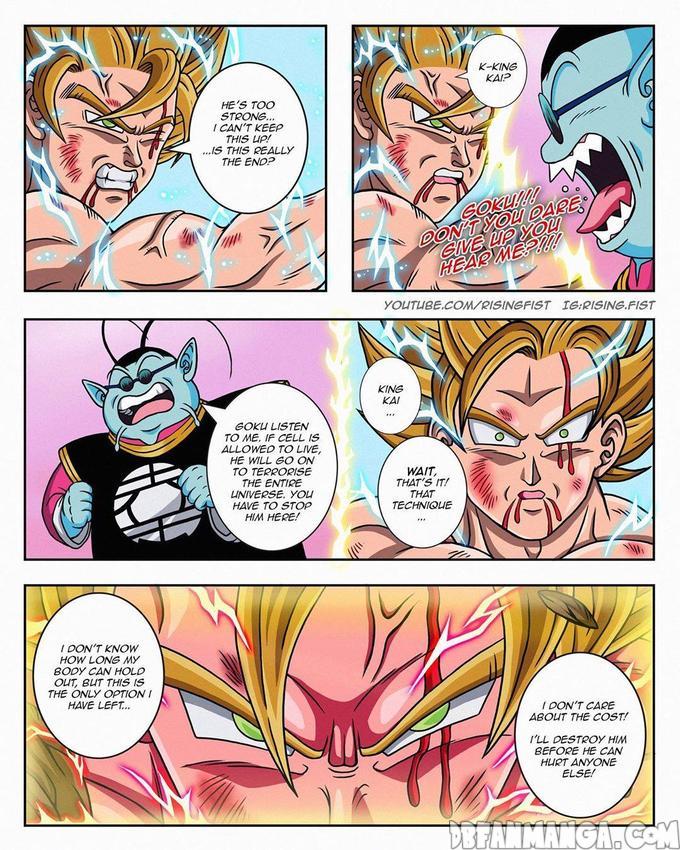 HE'S TOO
STRONG...
I CAN'T KEEP
THIS UP!
...IS THIS REALLY
THE END?
K-KING
KAI?
GOKU!!!
DON'T YOU DARE
GIVE UP YOU
HEAR ME?!!!
YOUTUBE.COM/RISINGFIST IG:RISING.FIST
GOKU LISTEN
TO ME, IF CELL IS
ALLOWED TO LIVE,
HE WILL GO ON
TO TERRORISE
THE ENTIRE
UNIVERSE. YOU
HAVE TO STOP
HIM HERE!
KING
KAI
...
WAIT,
THAT'S IT!
THAT
TECHNIQUE
...
I DON'T KNOW
HOW LONG MY
BODY CAN HOLD
OUT, BUT THIS IS
THE ONLY OPTION I
HAVE LEFT...
I DON'T CARE
ABOUT THE COST!
I'LL DESTROY HIM
BEFORE HE CAN
HURT ANYONE
ELSE!
DBFANMANGA.COM